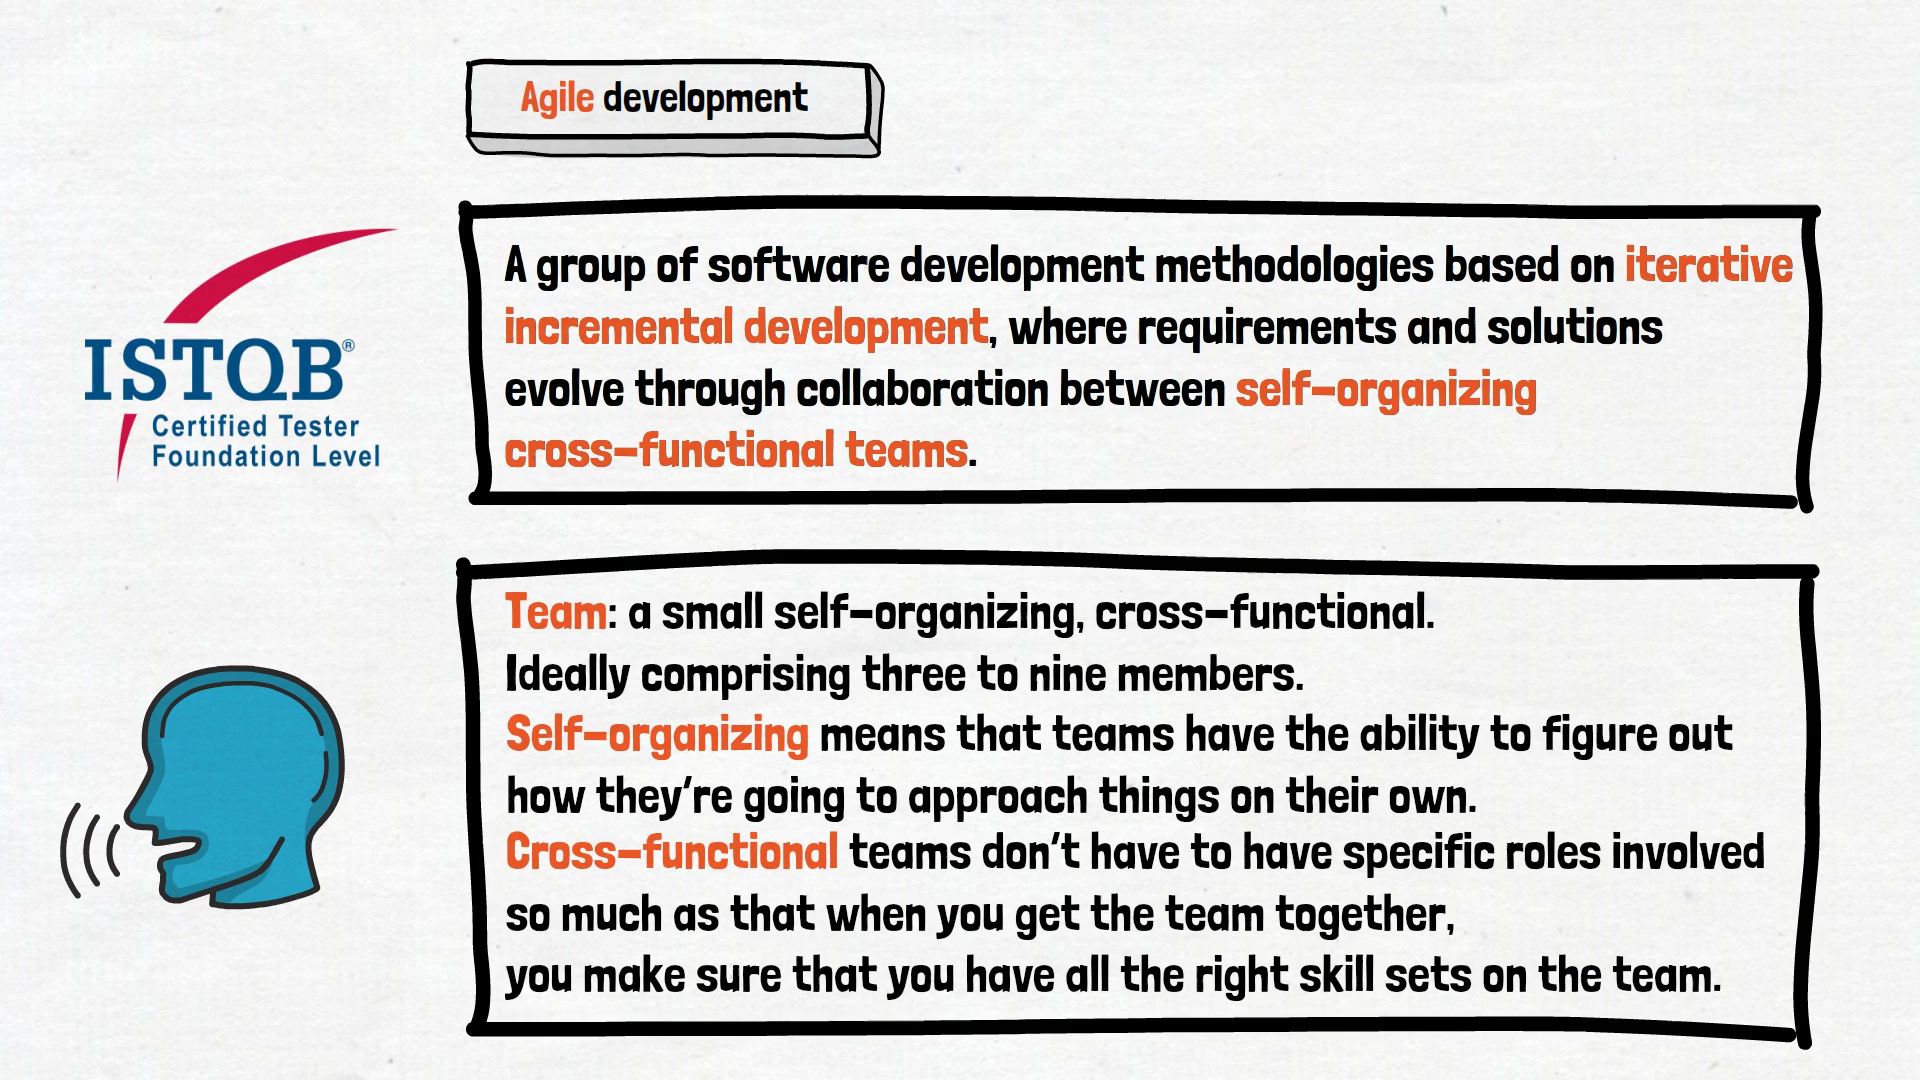 Agile development
ISTQB®
Certified Tester
Foundation Level
A group of software development methodologies based on iterative
incremental development, where requirements and solutions
evolve through collaboration between self-organizing
cross-functional teams.
Team: a small self-organizing, cross-functional.
Ideally comprising three to nine members.
Self-organizing means that teams have the ability to figure out
how they're going to approach things on their own.
Cross-functional teams don't have to have specific roles involved
so much as that when you get the team together,
you make sure that you have all the right skill sets on the team.